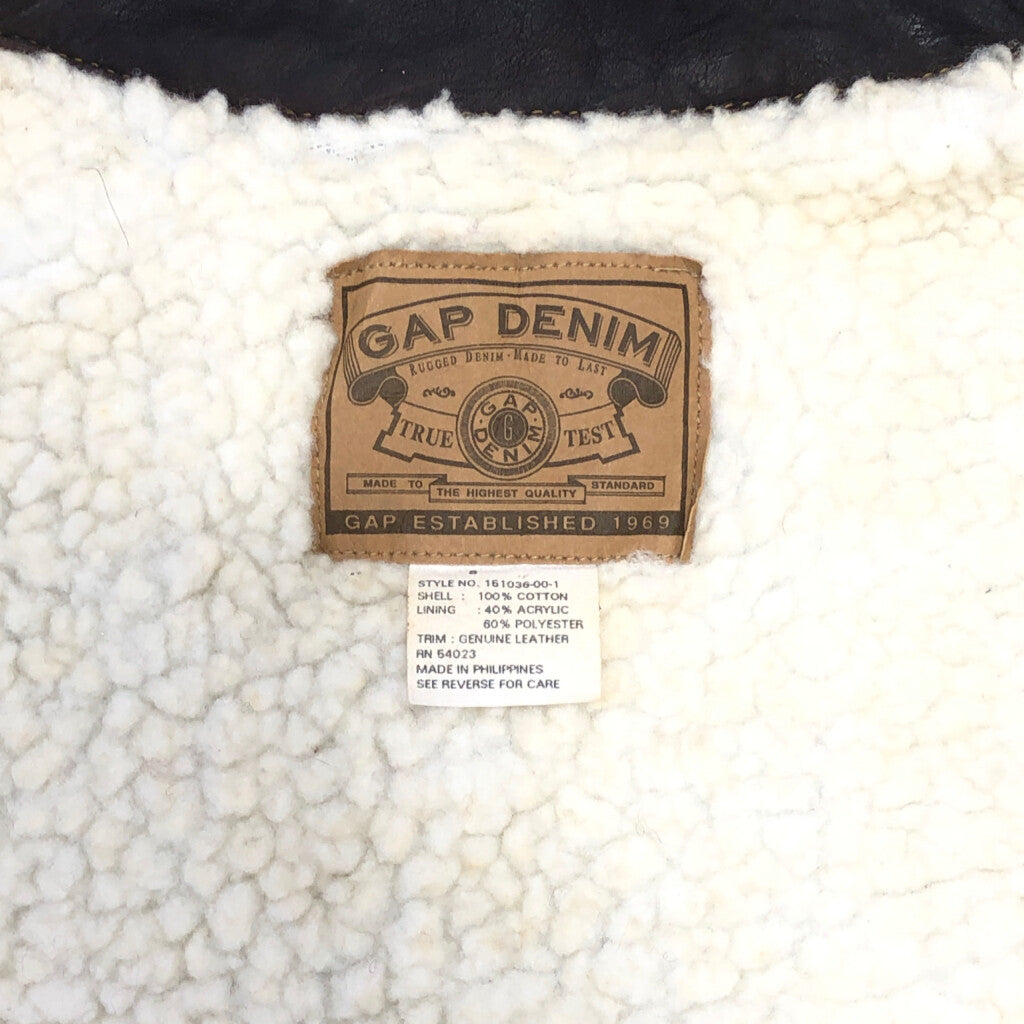 GAP DENIM
RUGGED DENIM · MADE TO LAST
TRUE TEST
GAP · DENIM ·
G
MADE TO THE HIGHEST QUALITY STANDARD
GAP ESTABLISHED 1969
STYLE NO. 161036-00-1
SHELL : 100% COTTON
LINING : 40% ACRYLIC
60% POLYESTER
TRIM : GENUINE LEATHER
RN 54023
MADE IN PHILIPPINES
SEE REVERSE FOR CARE